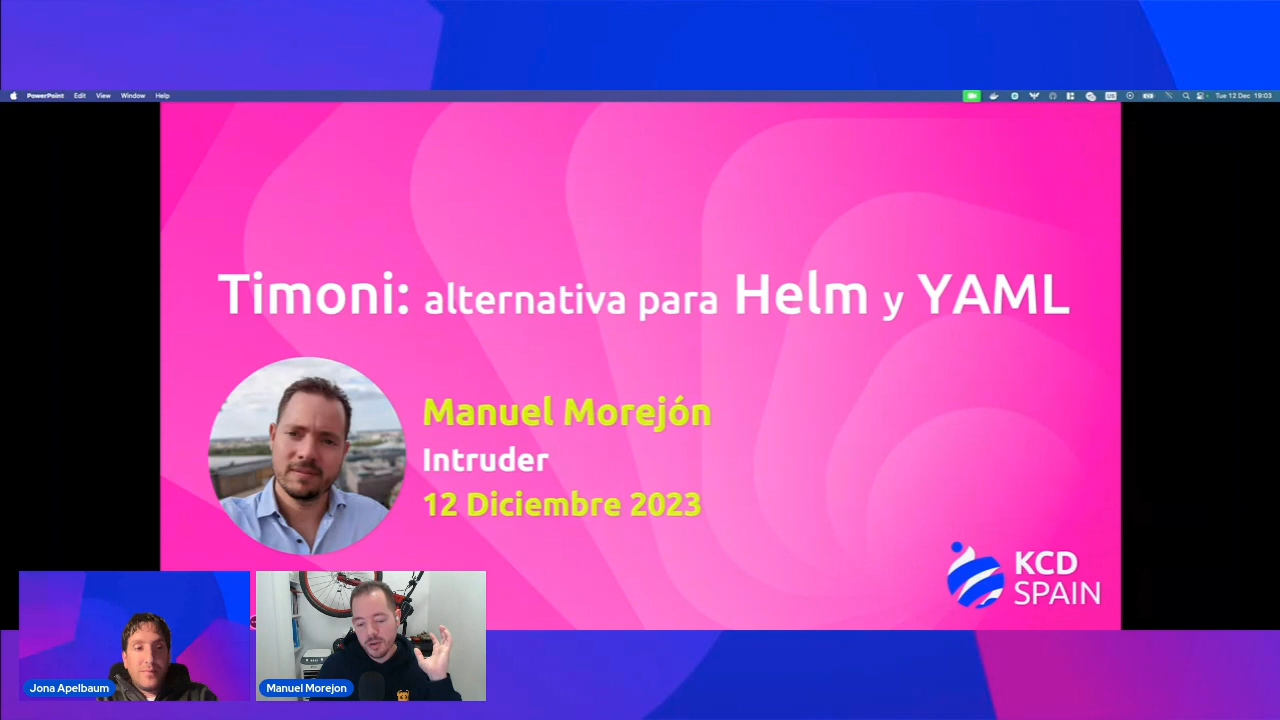 PowerPoint Edit View Window Help
US
Tue 12 Dec 19:03
Timoni: alternativa para Helm y YAML
Manuel Morejón
Intruder
12 Diciembre 2023
KCD
SPAIN
Jona Apelbaum
Manuel Morejon